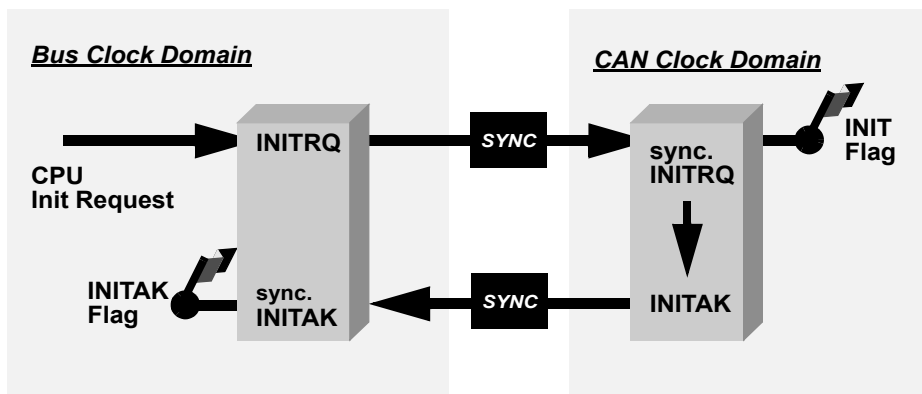 Bus Clock Domain
CAN Clock Domain
CPU
Init Request
INITRQ
SYNC
sync.
INITRQ
INIT
Flag
INITAK
Flag
sync.
INITAK
SYNC
INITAK